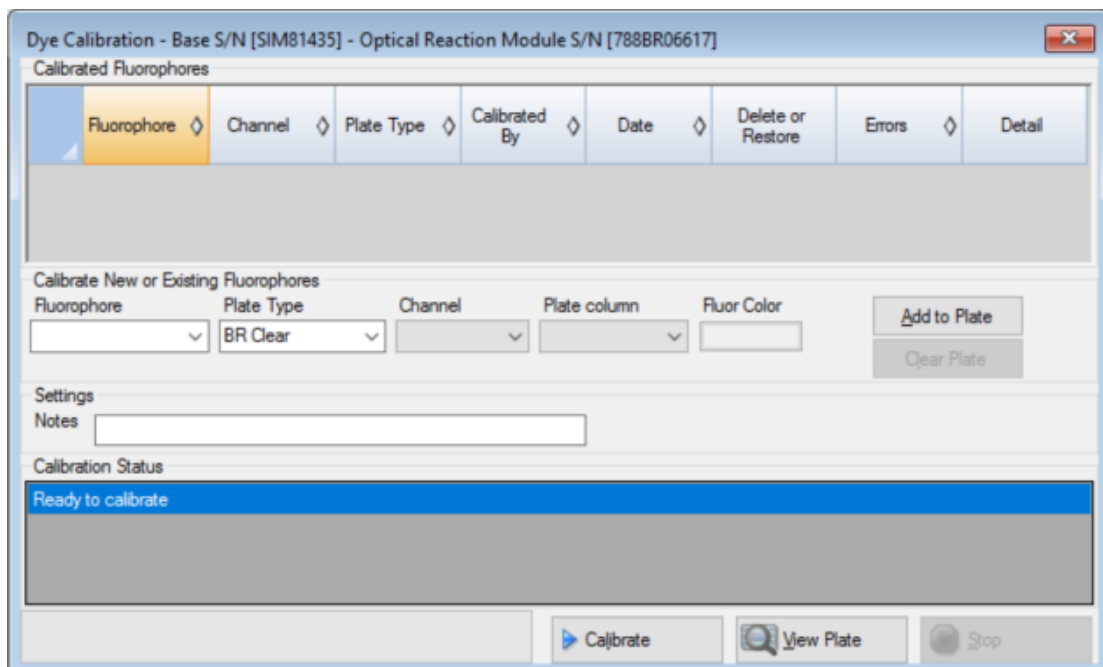 Dye Calibration - Base S/N [SIM81435] - Optical Reaction Module S/N [788BR06617]
Calibrated Fluorophores
Fluorophore Channel Plate Type Calibrated By Date Delete or Restore Errors Detail
Calibrate New or Existing Fluorophores
Fluorophore Plate Type Channel Plate column Fluor Color
BR Clear
Add to Plate
Clear Plate
Settings
Notes
Calibration Status
Ready to calibrate
Calibrate View Plate Stop